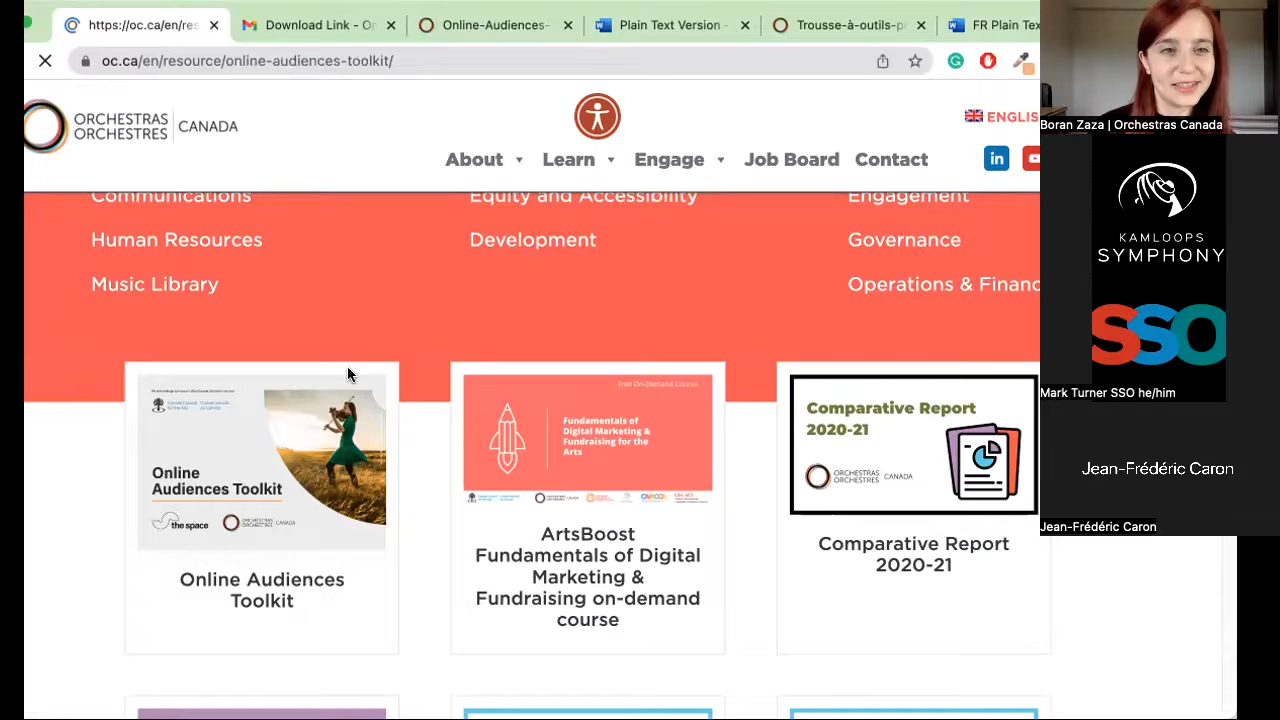 https://oc.ca/en/res
Download Link - O
Online-Audiences-
Plain Text Version -
Trousse-à-outils-p
FR Plain Tex
oc.ca/en/resource/online-audiences-toolkit/
ORCHESTRAS
ORCHESTRES
CANADA
ENGLIS
About
Learn
Engage
Job Board
Contact
Communications
Equity and Accessibility
Engagement
Human Resources
Development
Governance
Music Library
Operations & Financ
Online
Audiences Toolkit
the space
ORCHESTRAS
ORCHESTRES
CANADA
Online Audiences
Toolkit
Free On-Demand Course
Fundamentals of
Digital Marketing &
Fundraising for the
Arts
ArtsBoost
Fundamentals of Digital
Marketing &
Fundraising on-demand
course
Comparative Report
2020-21
ORCHESTRAS
ORCHESTRES
CANADA
Comparative Report
2020-21
Boran Zaza | Orchestras Canada
KAMLOOPS
SYMPHONY
SSO
Mark Turner SSO he/him
Jean-Frédéric Caron
Jean-Frédéric Caron